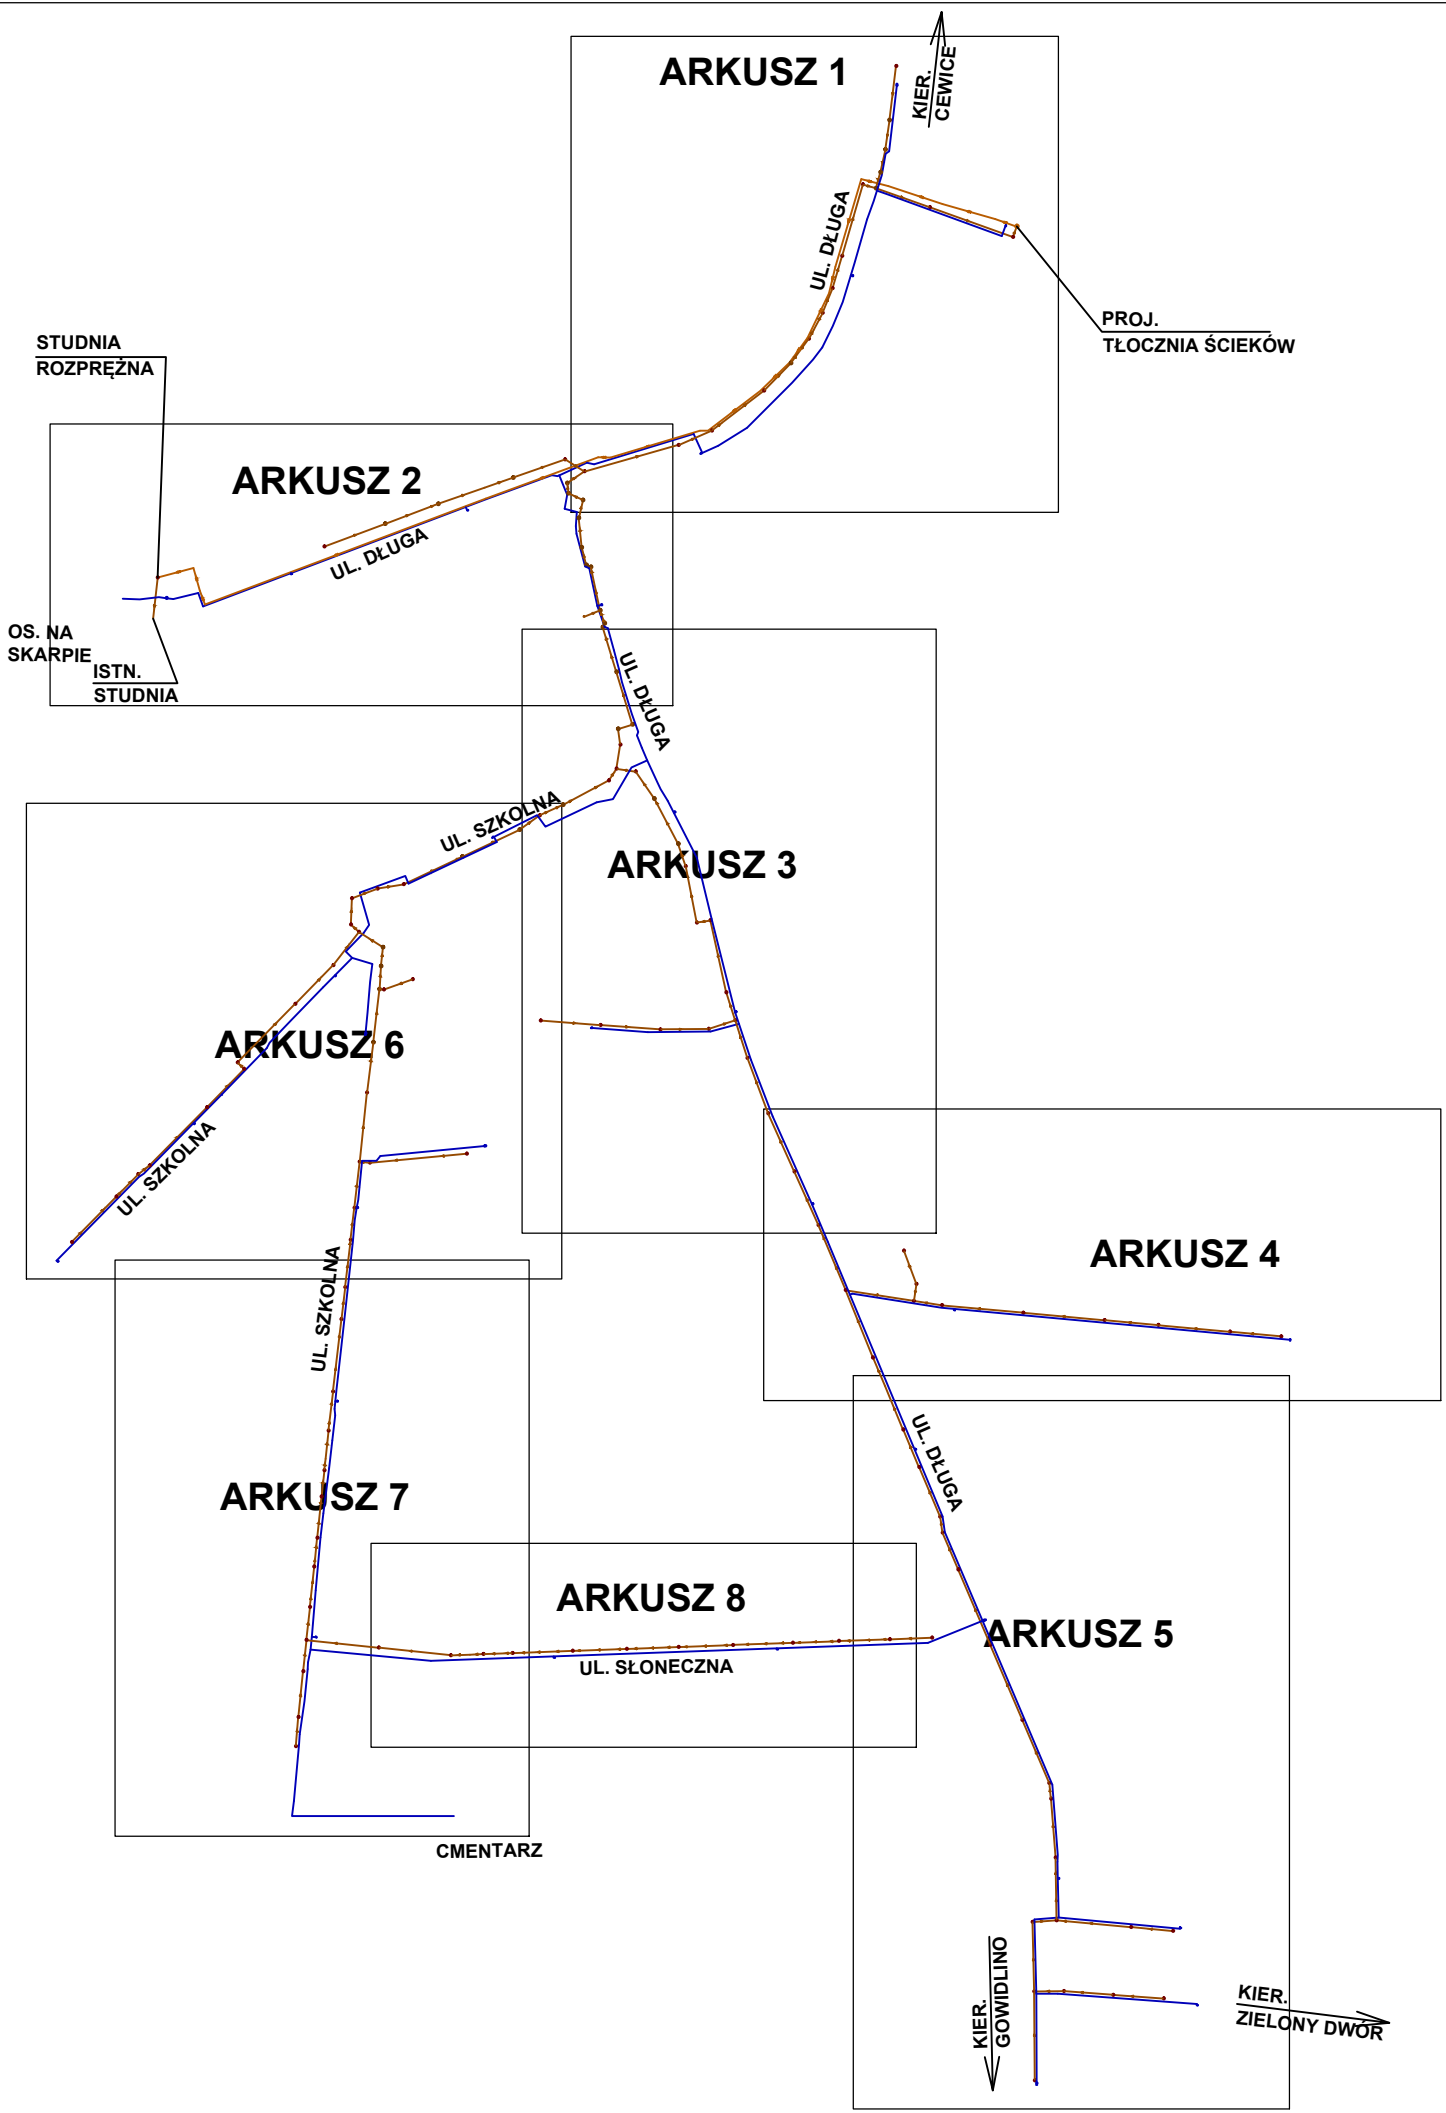 ARKUSZ 1
KIER.
CEWICE
UL. DŁUGA
PROJ.
TŁOCZNIA ŚCIEKÓW
STUDNIA
ROZPRĘŻNA
ARKUSZ 2
UL. DŁUGA
OS. NA
SKARPIE
ISTN.
STUDNIA
UL. DŁUGA
UL. SZKOLNA
ARKUSZ 3
ARKUSZ 6
UL. SZKOLNA
ARKUSZ 4
UL. SZKOLNA
UL. DŁUGA
ARKUSZ 7
ARKUSZ 8
ARKUSZ 5
UL. SŁONECZNA
CMENTARZ
KIER.
GOWIDLINO
KIER.
ZIELONY DWÓR